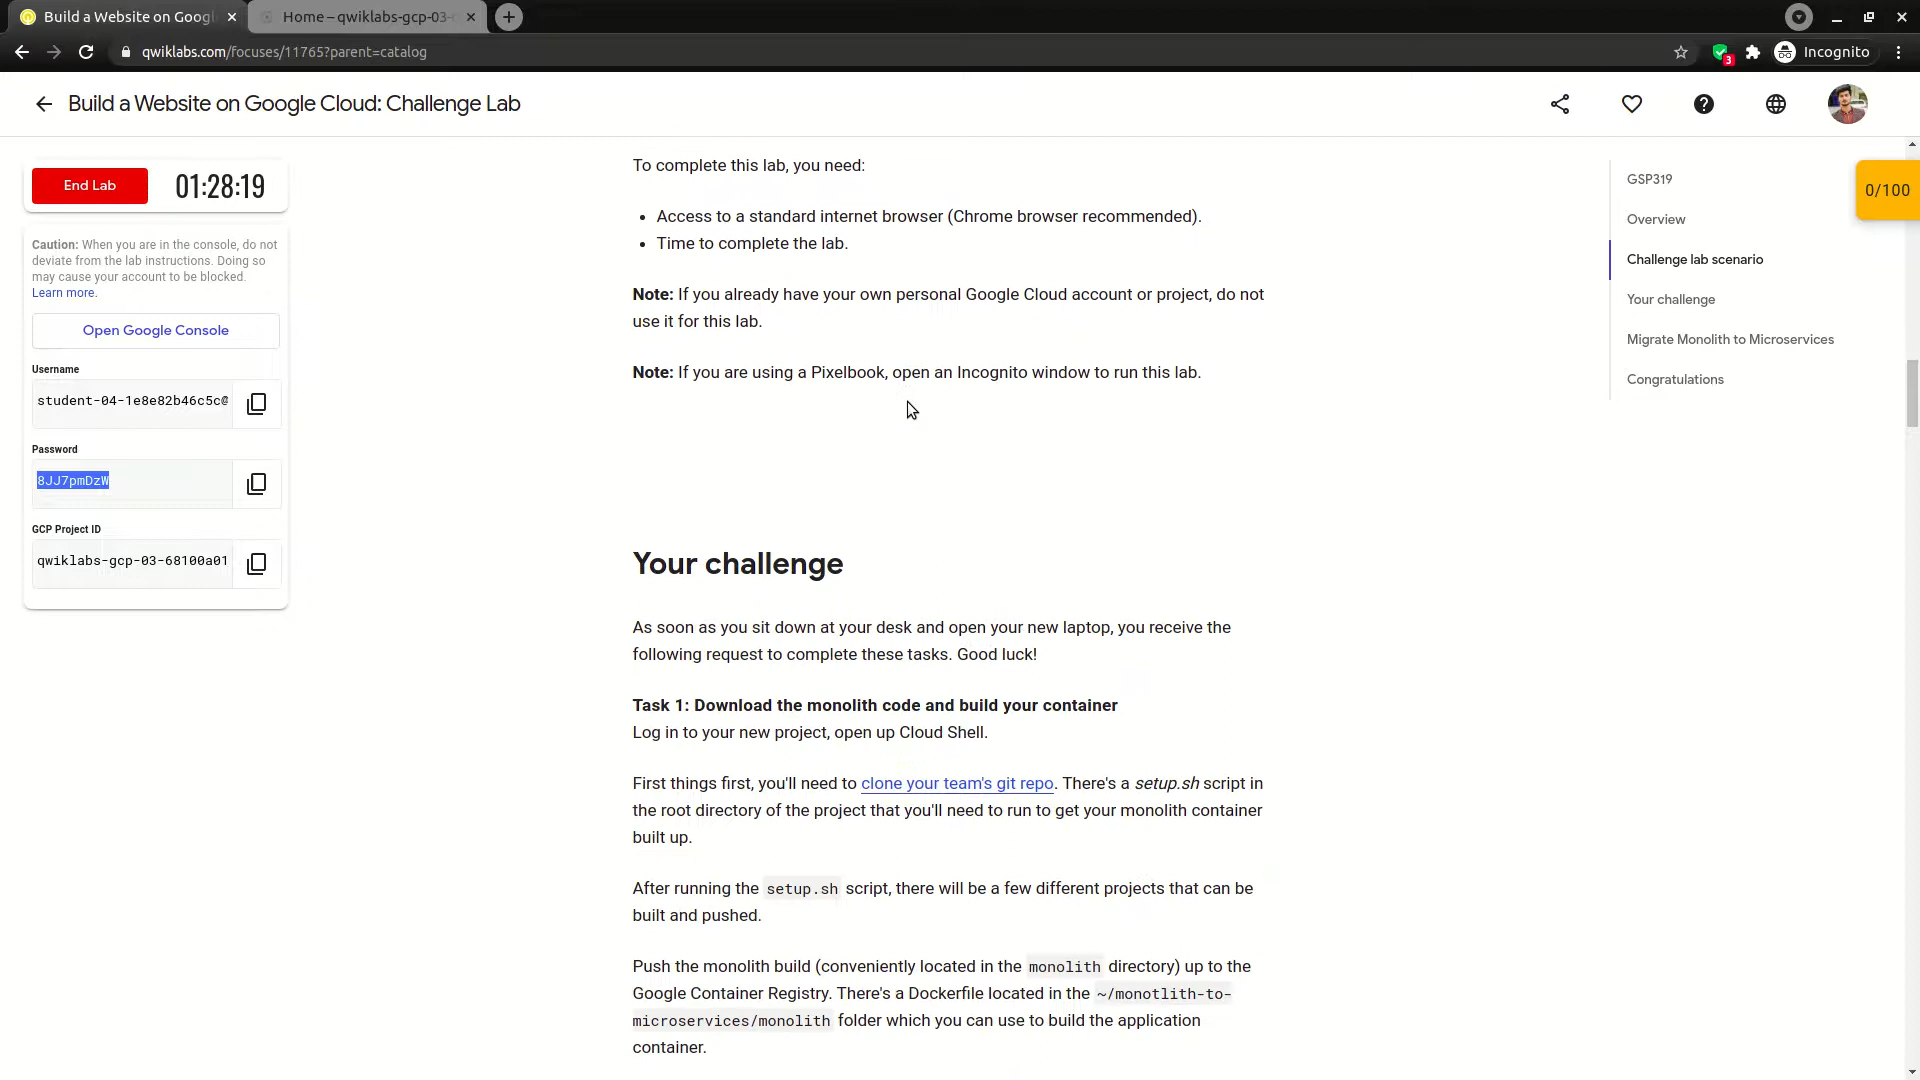 Build a Website on Googl
Home – qwiklabs-gcp-03-
qwiklabs.com/focuses/11765?parent=catalog
3
Incognito
Build a Website on Google Cloud: Challenge Lab
End Lab
01:28:19
Caution: When you are in the console, do not
deviate from the lab instructions. Doing so
may cause your account to be blocked.
Learn more.
Open Google Console
Username
student-04-1e8e82b46c5c@
Password
8JJ7pmDzW
GCP Project ID
qwiklabs-gcp-03-68100a01
To complete this lab, you need:
• Access to a standard internet browser (Chrome browser recommended).
• Time to complete the lab.
Note: If you already have your own personal Google Cloud account or project, do not
use it for this lab.
Note: If you are using a Pixelbook, open an Incognito window to run this lab.
Your challenge
As soon as you sit down at your desk and open your new laptop, you receive the
following request to complete these tasks. Good luck!
Task 1: Download the monolith code and build your container
Log in to your new project, open up Cloud Shell.
First things first, you'll need to clone your team's git repo. There's a setup.sh script in
the root directory of the project that you'll need to run to get your monolith container
built up.
After running the setup.sh script, there will be a few different projects that can be
built and pushed.
Push the monolith build (conveniently located in the monolith directory) up to the
Google Container Registry. There's a Dockerfile located in the ~/monotlith-to-
microservices/monolith folder which you can use to build the application
container.
GSP319
Overview
Challenge lab scenario
Your challenge
Migrate Monolith to Microservices
Congratulations
0/100